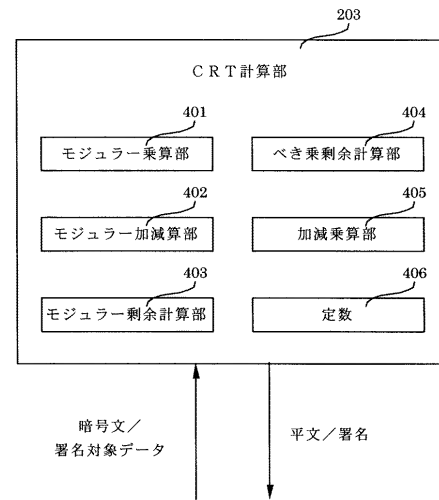 203
ＣＲＴ計算部
401
モジュラー乗算部
404
べき乗剰余計算部
402
モジュラー加減算部
405
加減乗算部
403
モジュラー剰余計算部
406
定数
暗号文／
署名対象データ
平文／署名